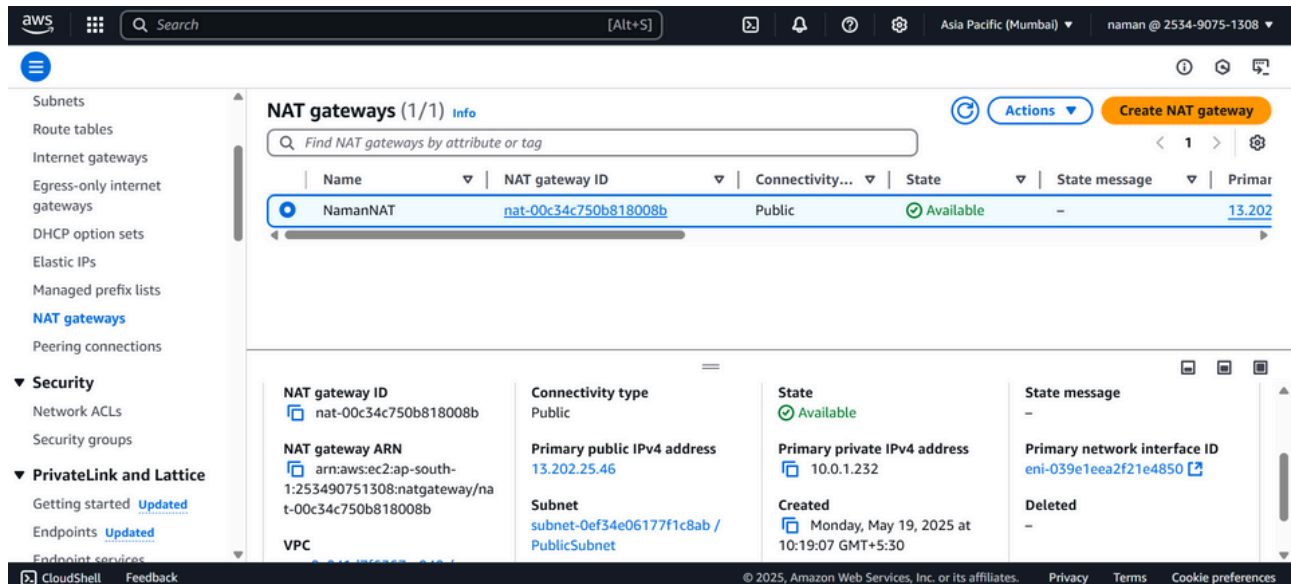 aws
Search
[Alt+S]
Asia Pacific (Mumbai) ▼
naman @ 2534-9075-1308 ▼
Subnets
Route tables
Internet gateways
Egress-only internet
gateways
DHCP option sets
Elastic IPs
Managed prefix lists
NAT gateways
Peering connections
▼ Security
Network ACLs
Security groups
▼ PrivateLink and Lattice
Getting started Updated
Endpoints Updated
Endpoint services
NAT gateways (1/1) Info
Actions ▼
Create NAT gateway
Find NAT gateways by attribute or tag
< 1 >
Name
NAT gateway ID
Connectivity...
State
State message
Primar
NamanNAT
nat-00c34c750b818008b
Public
Available
–
13.202
NAT gateway ID
nat-00c34c750b818008b
Connectivity type
Public
State
Available
State message
–
NAT gateway ARN
arn:aws:ec2:ap-south-
1:253490751308:natgateway/na
t-00c34c750b818008b
Primary public IPv4 address
13.202.25.46
Primary private IPv4 address
10.0.1.232
Primary network interface ID
eni-039e1eea2f21e4850
VPC
Subnet
subnet-0ef34e06177f1c8ab /
PublicSubnet
Created
Monday, May 19, 2025 at
10:19:07 GMT+5:30
Deleted
–
CloudShell
Feedback
© 2025, Amazon Web Services, Inc. or its affiliates.
Privacy
Terms
Cookie preferences